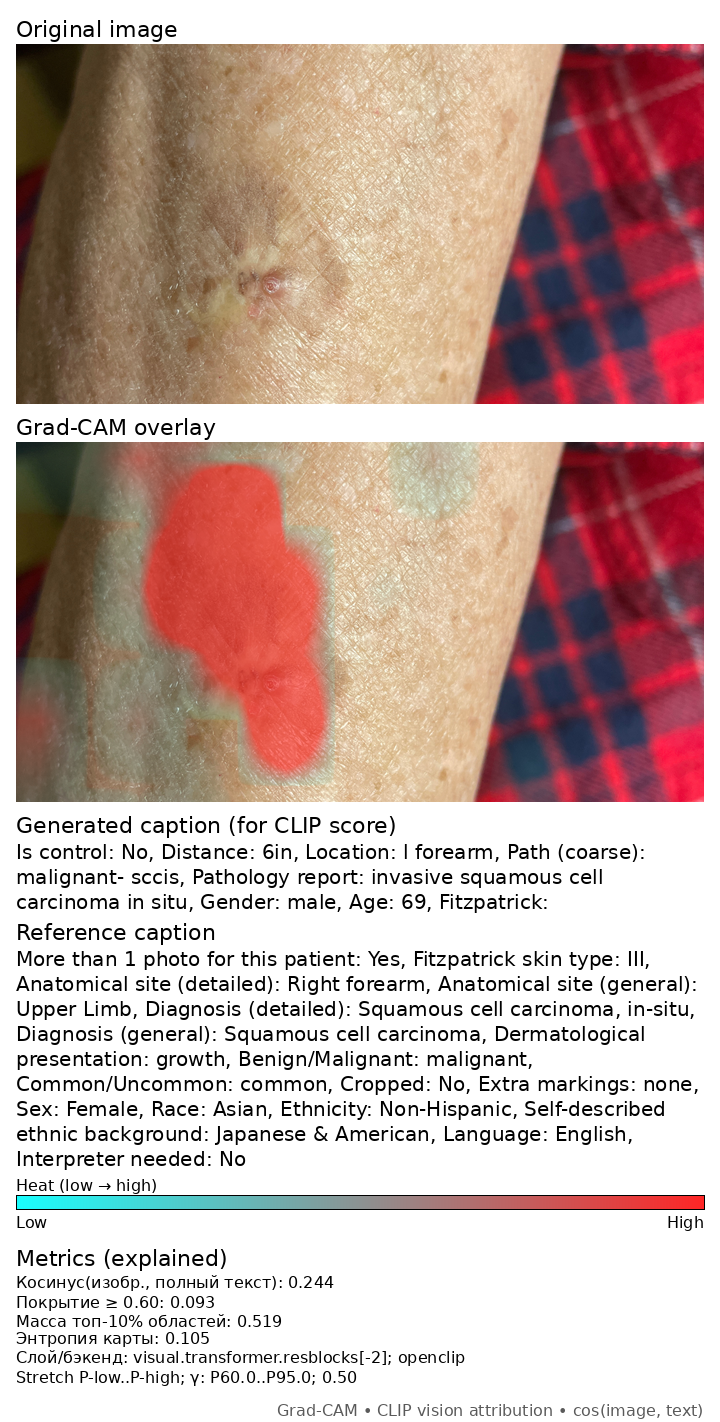 Original image
Grad-CAM overlay
Generated caption (for CLIP score)
Is control: No, Distance: 6in, Location: l forearm, Path (coarse):
malignant- sccis, Pathology report: invasive squamous cell
carcinoma in situ, Gender: male, Age: 69, Fitzpatrick:
Reference caption
More than 1 photo for this patient: Yes, Fitzpatrick skin type: III,
Anatomical site (detailed): Right forearm, Anatomical site (general):
Upper Limb, Diagnosis (detailed): Squamous cell carcinoma, in-situ,
Diagnosis (general): Squamous cell carcinoma, Dermatological
presentation: growth, Benign/Malignant: malignant,
Common/Uncommon: common, Cropped: No, Extra markings: none,
Sex: Female, Race: Asian, Ethnicity: Non-Hispanic, Self-described
ethnic background: Japanese & American, Language: English,
Interpreter needed: No
Heat (low → high)
Low High
Metrics (explained)
Косинус(изобр., полный текст): 0.244
Покрытие ≥ 0.60: 0.093
Масса топ-10% областей: 0.519
Энтропия карты: 0.105
Слой/бэкенд: visual.transformer.resblocks[-2]; openclip
Stretch P-low..P-high; γ: P60.0..P95.0; 0.50
Grad-CAM • CLIP vision attribution • cos(image, text)